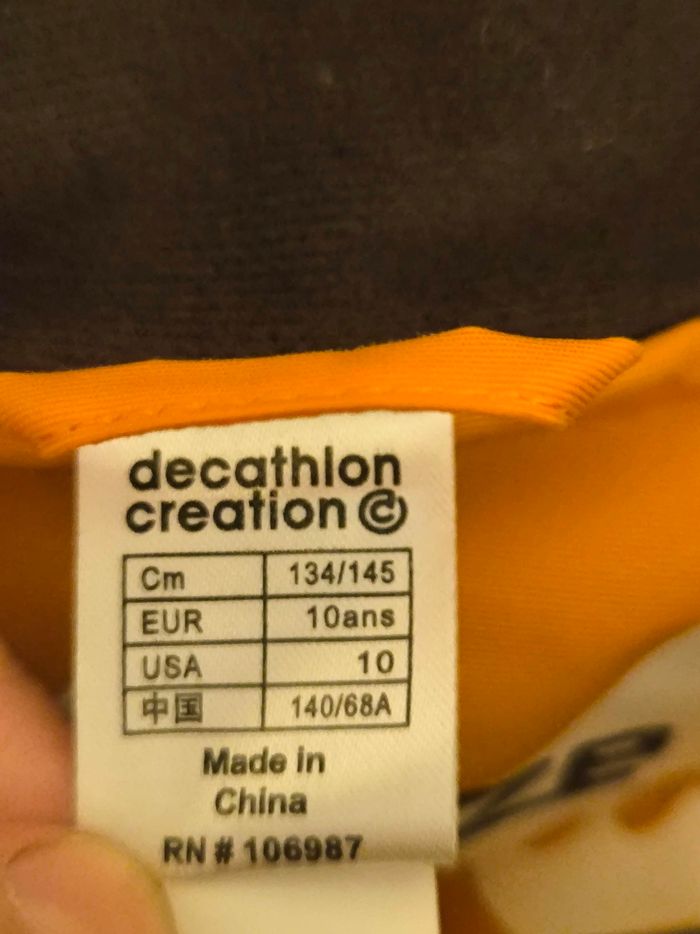 decathlon
creation ©
Cm 134/145
EUR 10ans
USA 10
中国 140/68A
Made in
China
RN # 106987